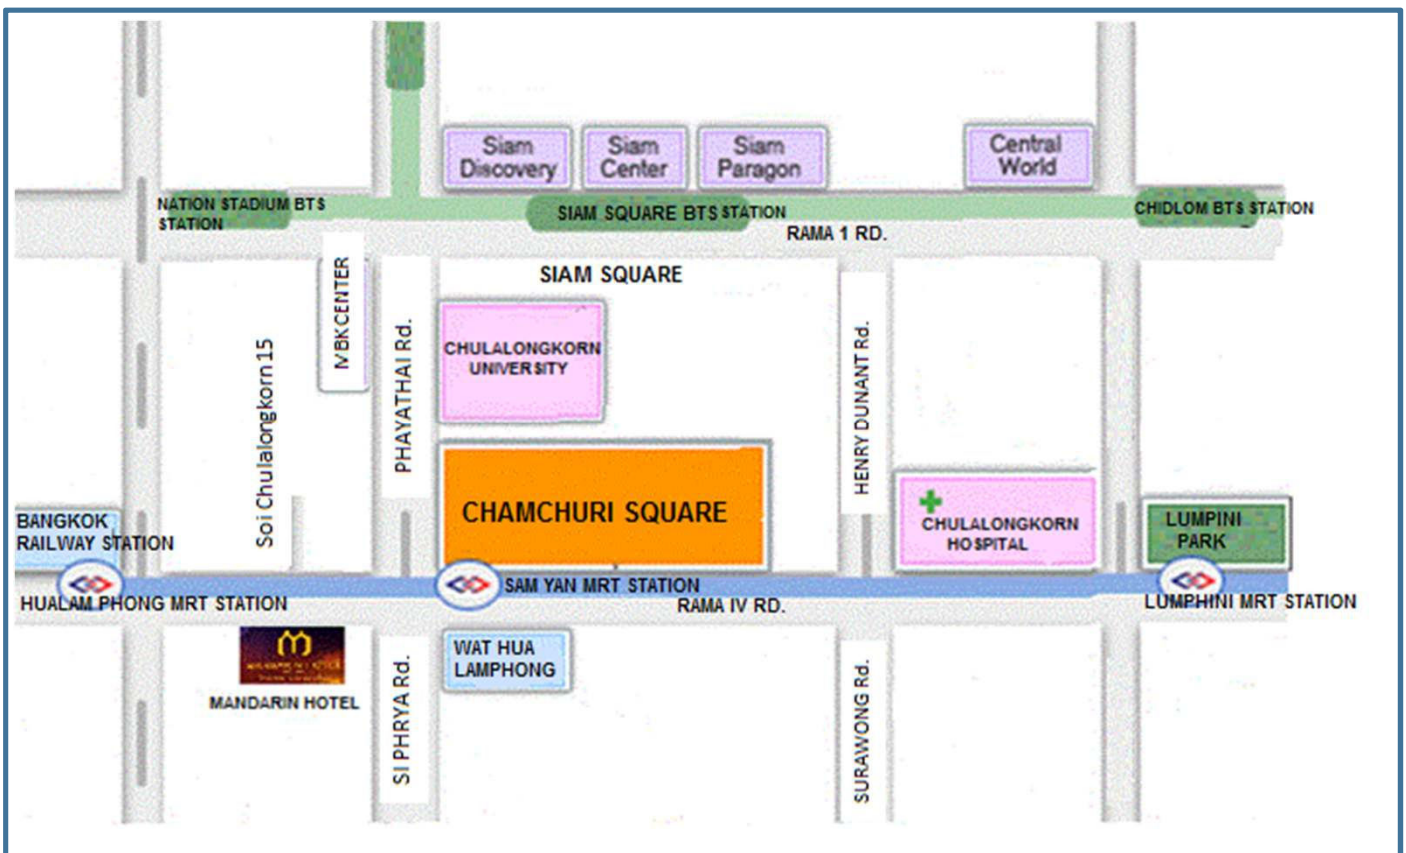 Siam
Discovery
Siam
Center
Siam
Paragon
Central
World
NATION STADIUM BTS
STATION
SIAM SQUARE BTS STATION
CHIDLOM BTS STATION
RAMA 1 RD.
MBKCENTER
SIAM SQUARE
Soi Chulalongkorn 15
PHAYATHAI Rd.
CHULALONGKORN
UNIVERSITY
HENRY DUNANT Rd.
CHAMCHURI SQUARE
CHULALONGKORN
HOSPITAL
LUMPINI
PARK
BANGKOK
RAILWAY STATION
HUALAM PHONG MRT STATION
SAM YAN MRT STATION
RAMA IV RD.
LUMPHINI MRT STATION
MANDARIN HOTEL
SI PHRYA Rd.
WAT HUA
LAMPHONG
SURAWONG Rd.